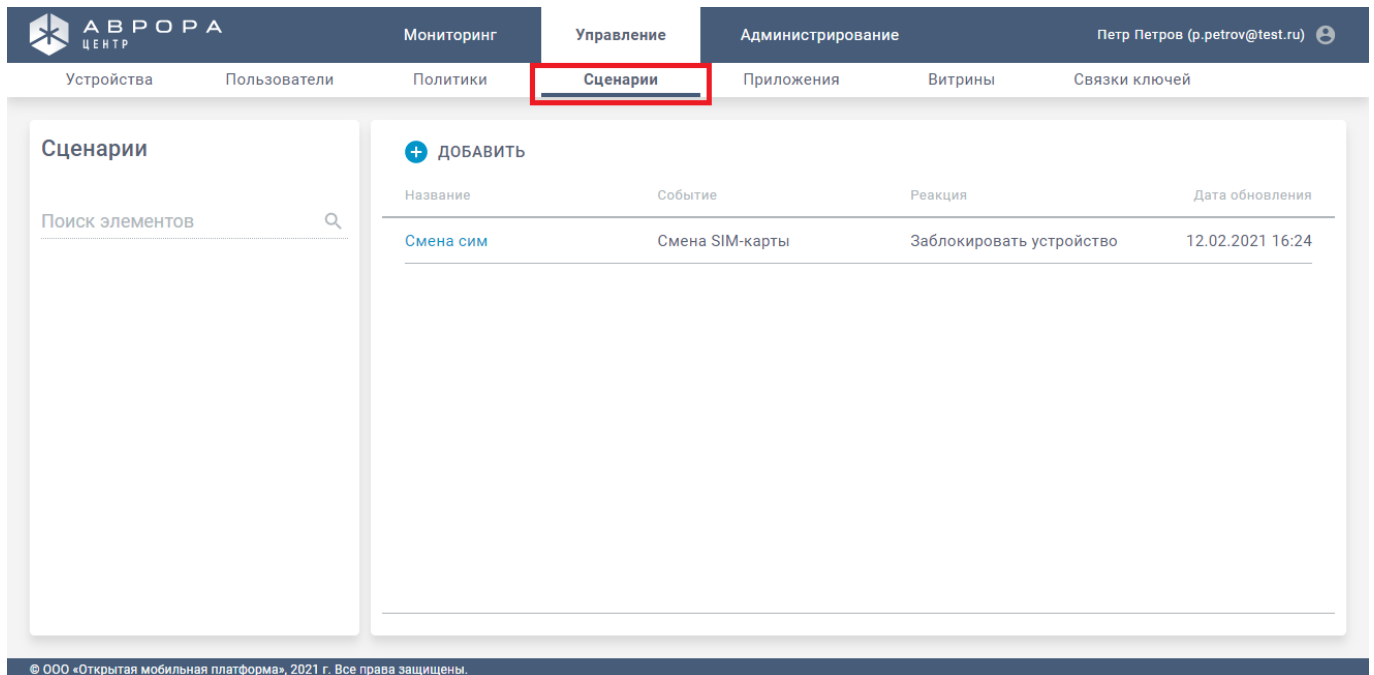 АВРОРА
ЦЕНТР
Мониторинг Управление Администрирование Петр Петров (p.petrov@test.ru)
Устройства Пользователи Политики Сценарии Приложения Витрины Связки ключей
Сценарии
Поиск элементов
ДОБАВИТЬ
Название Событие Реакция Дата обновления
Смена сим Смена SIM-карты Заблокировать устройство 12.02.2021 16:24
© ООО «Открытая мобильная платформа», 2021 г. Все права защищены.